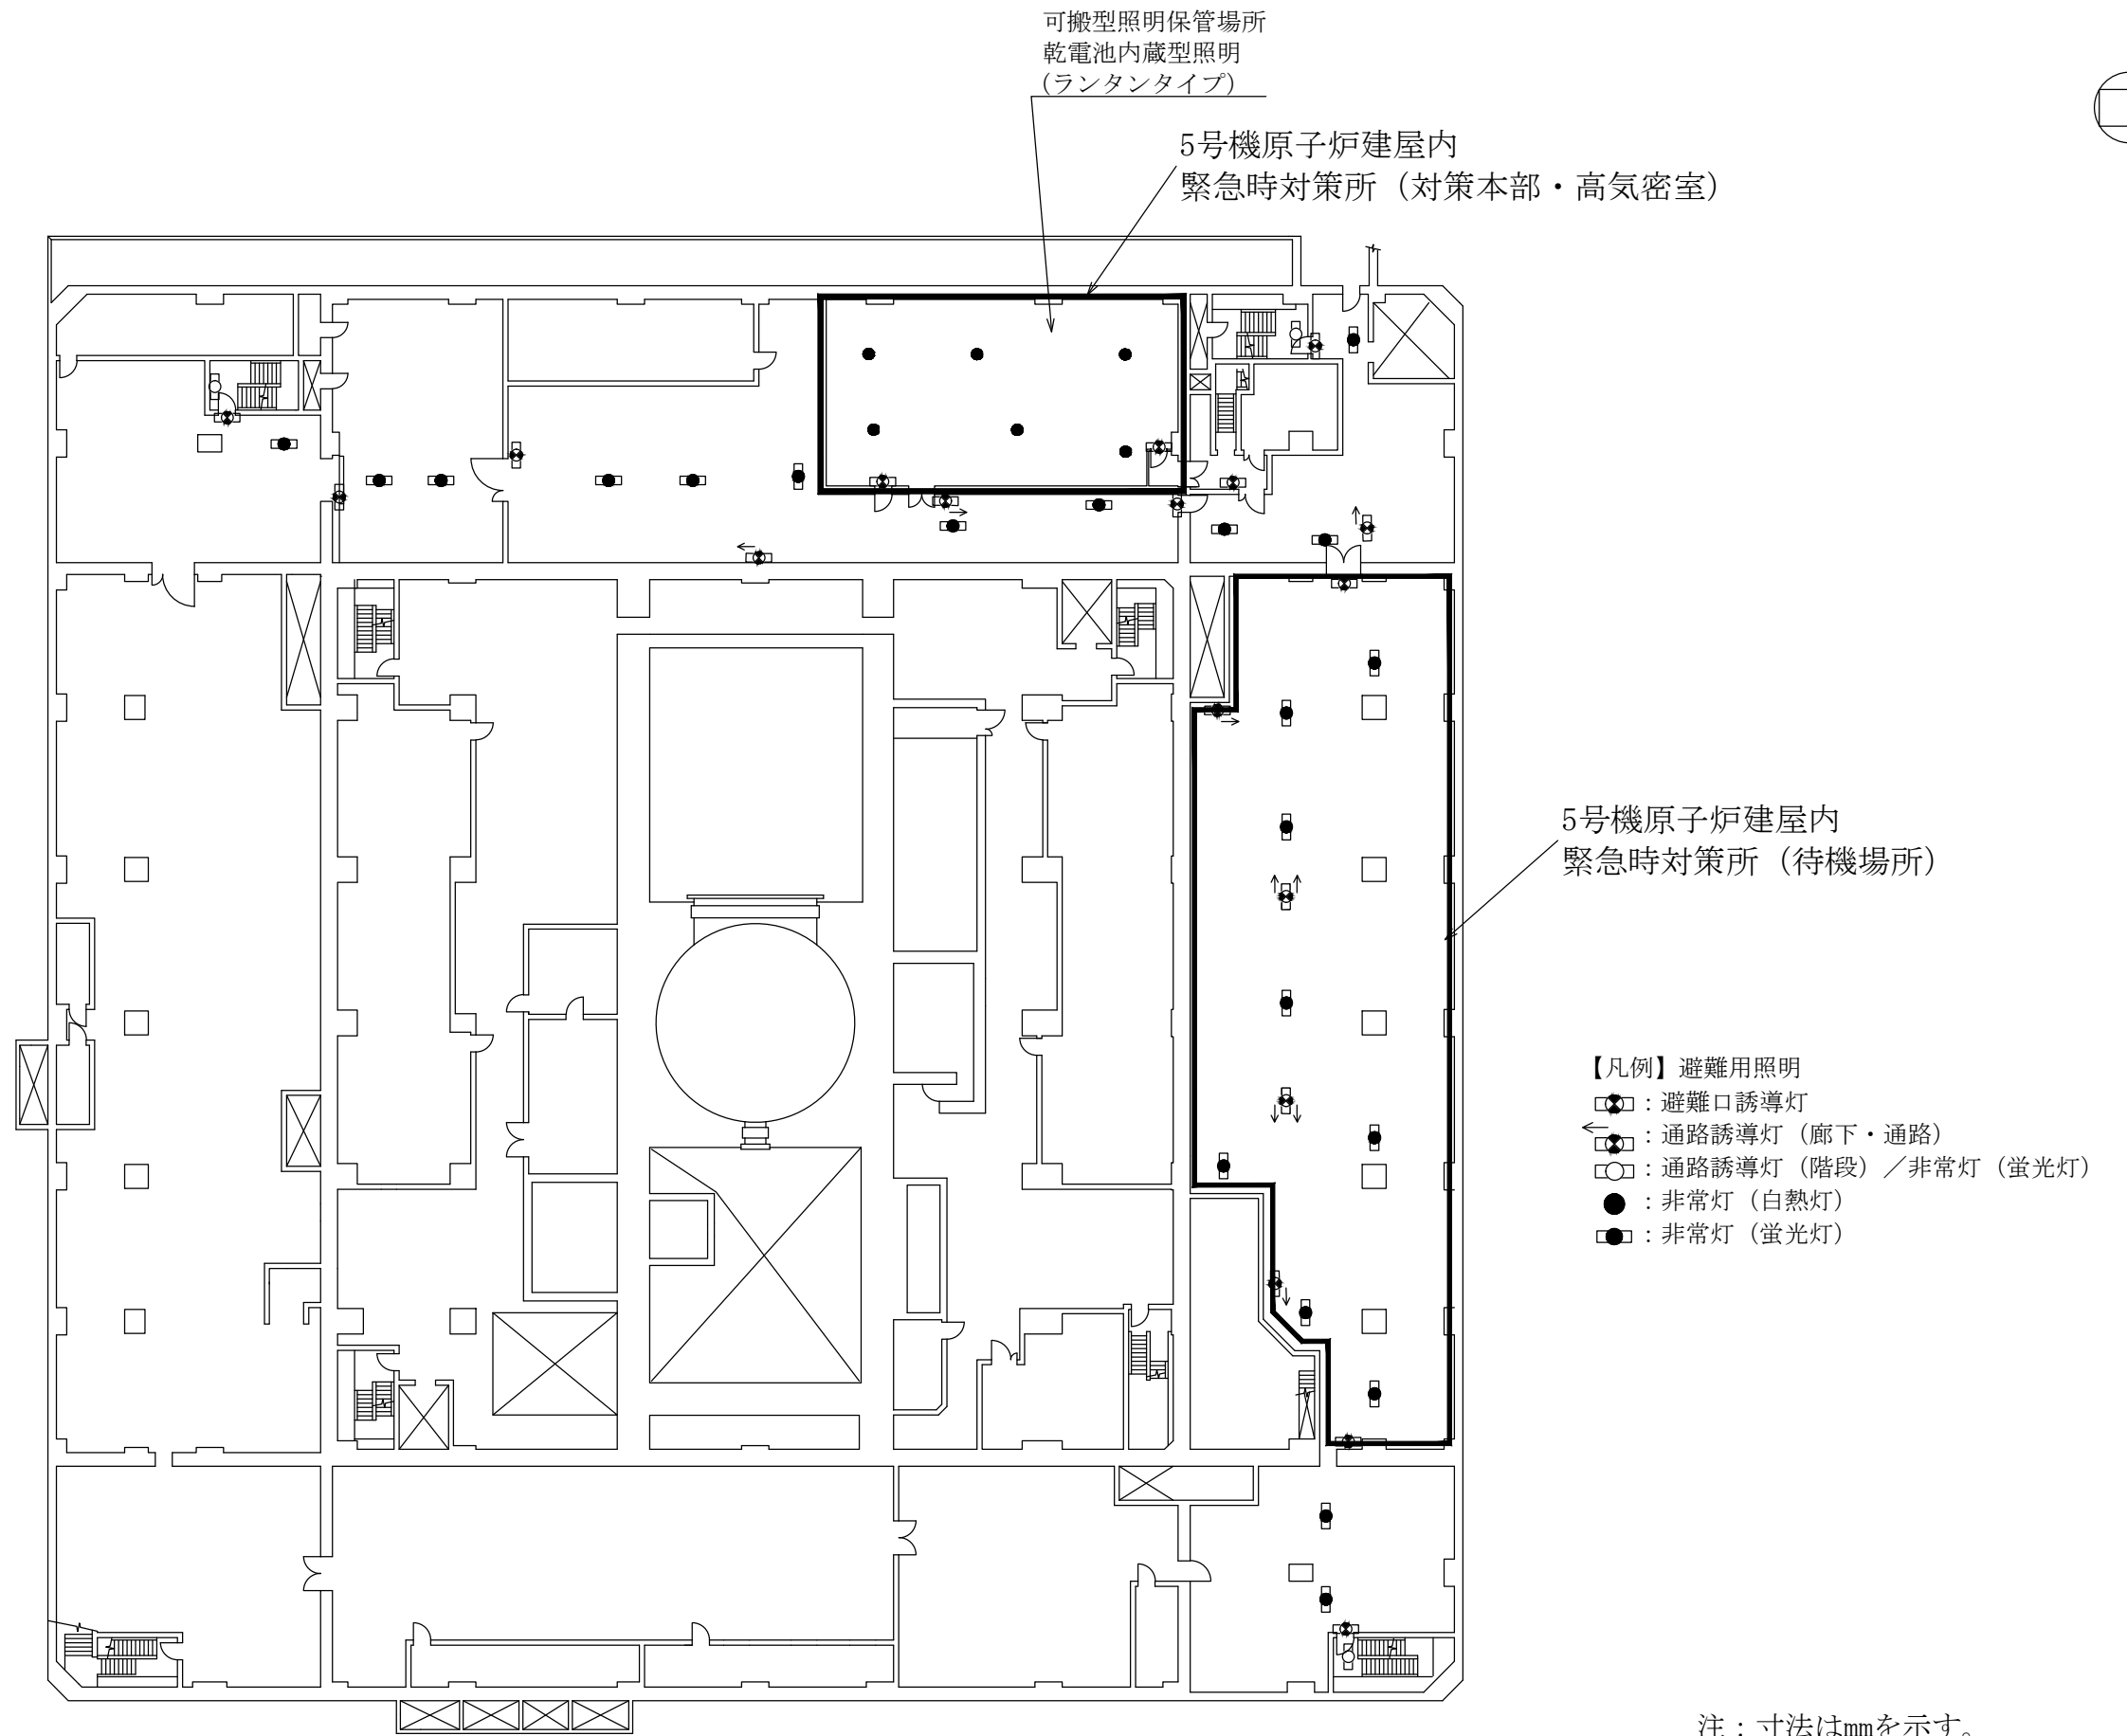 可搬型照明保管場所
乾電池内蔵型照明
(ランタンタイプ)
5号機原子炉建屋内
緊急時対策所（対策本部・高気密室）
5号機原子炉建屋内
緊急時対策所（待機場所）
【凡例】避難用照明
：避難口誘導灯
：通路誘導灯（廊下・通路）
：通路誘導灯（階段）／非常灯（蛍光灯）
：非常灯（白熱灯）
：非常灯（蛍光灯）
注：寸法はmmを示す。